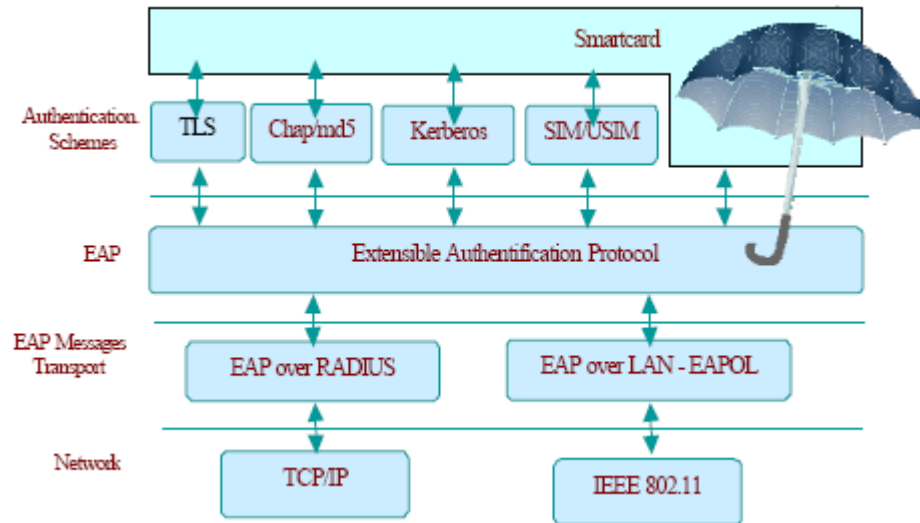 Smartcard
Authentication.
Schemes
TLS
Chap/md5
Kerberos
SIM/USIM
EAP
Extensible Authentification Protocol
EAP Messages
Transport
EAP over RADIUS
EAP over LAN - EAPOL
Network
TCP/IP
IEEE 802.11